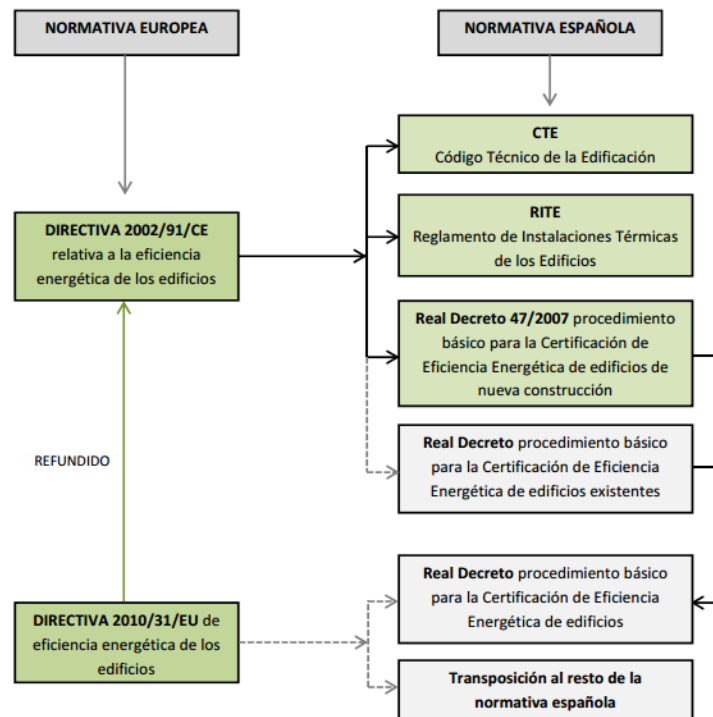 NORMATIVA EUROPEA
NORMATIVA ESPAÑOLA
CTE
Código Técnico de la Edificación
DIRECTIVA 2002/91/CE
relativa a la eficiencia
energética de los edificios
RITE
Reglamento de Instalaciones Térmicas
de los Edificios
Real Decreto 47/2007 procedimiento
básico para la Certificación de
Eficiencia Energética de edificios de
nueva construcción
REFUNDIDO
Real Decreto procedimiento básico
para la Certificación de Eficiencia
Energética de edificios existentes
Real Decreto procedimiento básico
para la Certificación de Eficiencia
Energética de edificios
DIRECTIVA 2010/31/EU de
eficiencia energética de los
edificios
Transposición al resto de la
normativa española